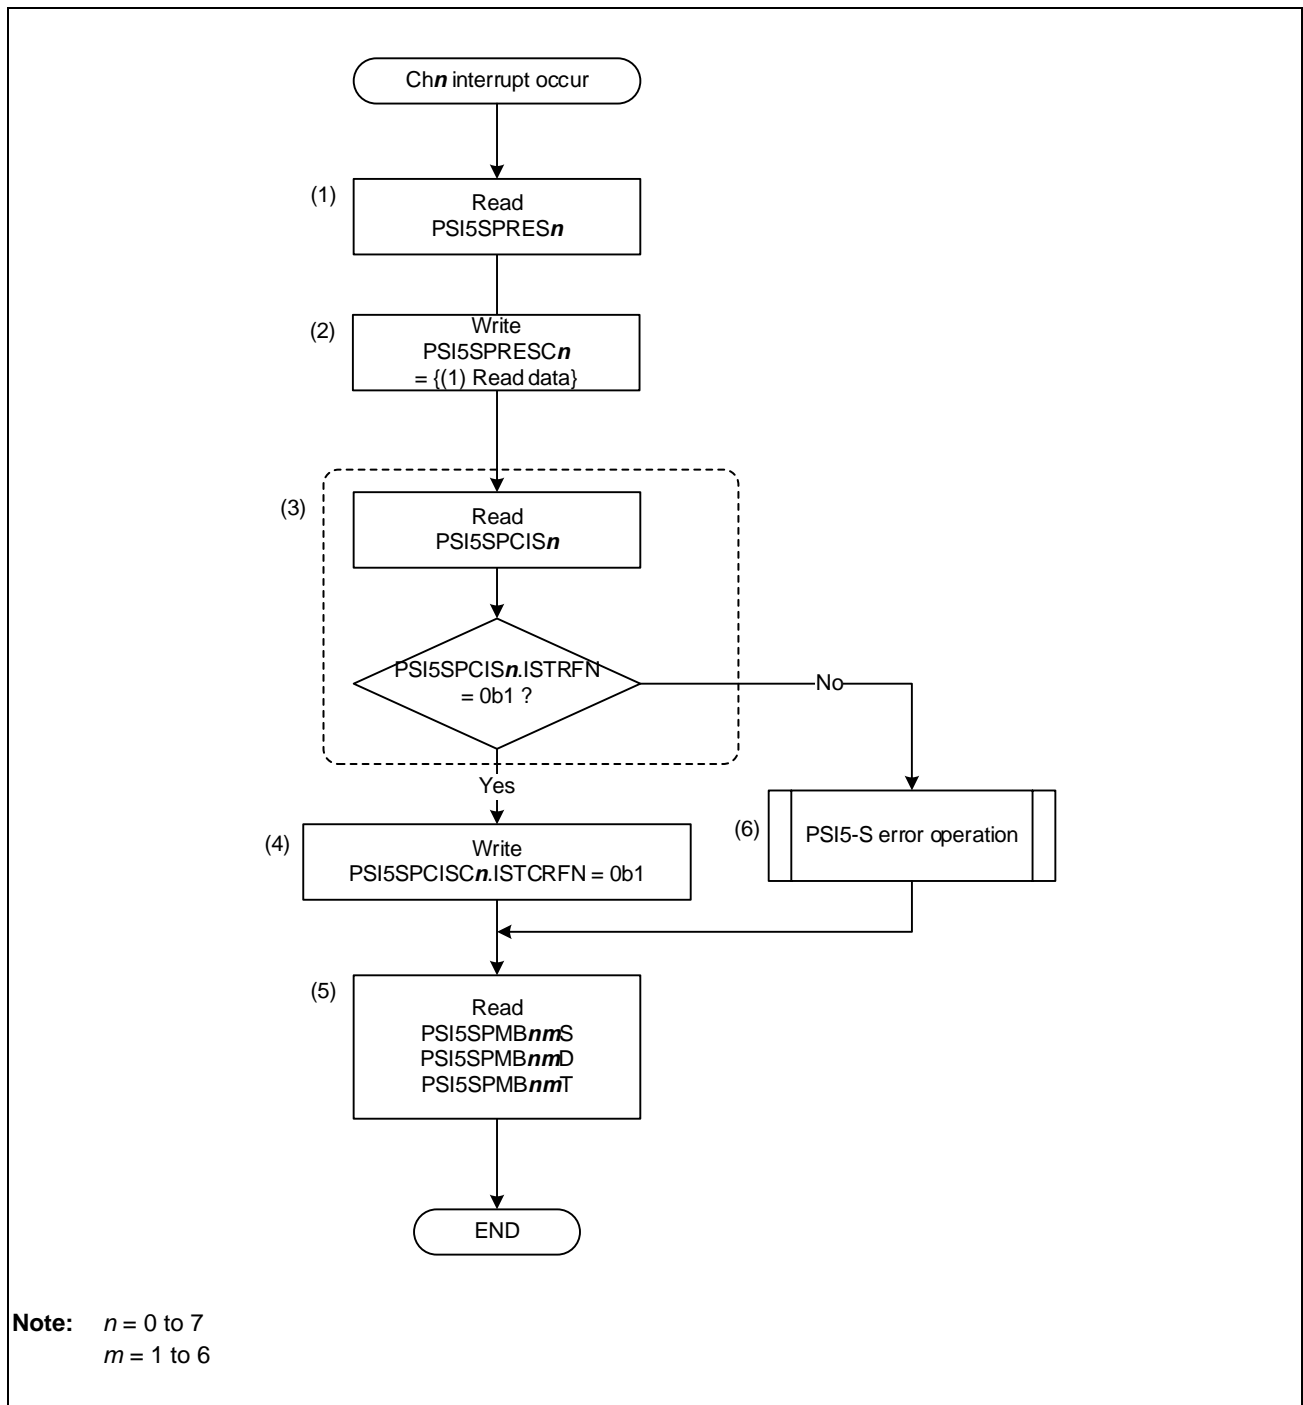 Chn interrupt occur
(1)
Read
PSI5SPRESn
(2)
Write
PSI5SPRESCn
= {(1) Read data}
(3)
Read
PSI5SPCISn
PSI5SPCISn.ISTRFN
= 0b1 ?
No
Yes
(4)
Write
PSI5SPCISCn.ISTCRFN = 0b1
(6)
PSI5-S error operation
(5)
Read
PSI5SPMBnmS
PSI5SPMBnmD
PSI5SPMBnmT
END
Note: n = 0 to 7
m = 1 to 6